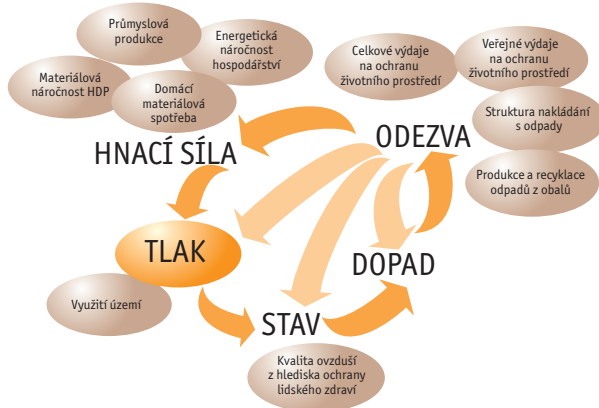 Průmyslová
produkce
Energetická
náročnost
hospodářství
Materiálová
náročnost HDP
Domácí
materiálová
spotřeba
Celkové výdaje
na ochranu
životního prostředí
Veřejné výdaje
na ochranu
životního prostředí
Struktura nakládání
s odpady
Produkce a recyklace
odpadů z obalů
HNACÍ SÍLA
ODEZVA
TLAK
DOPAD
Využití území
STAV
Kvalita ovzduší
z hlediska ochrany
lidského zdraví